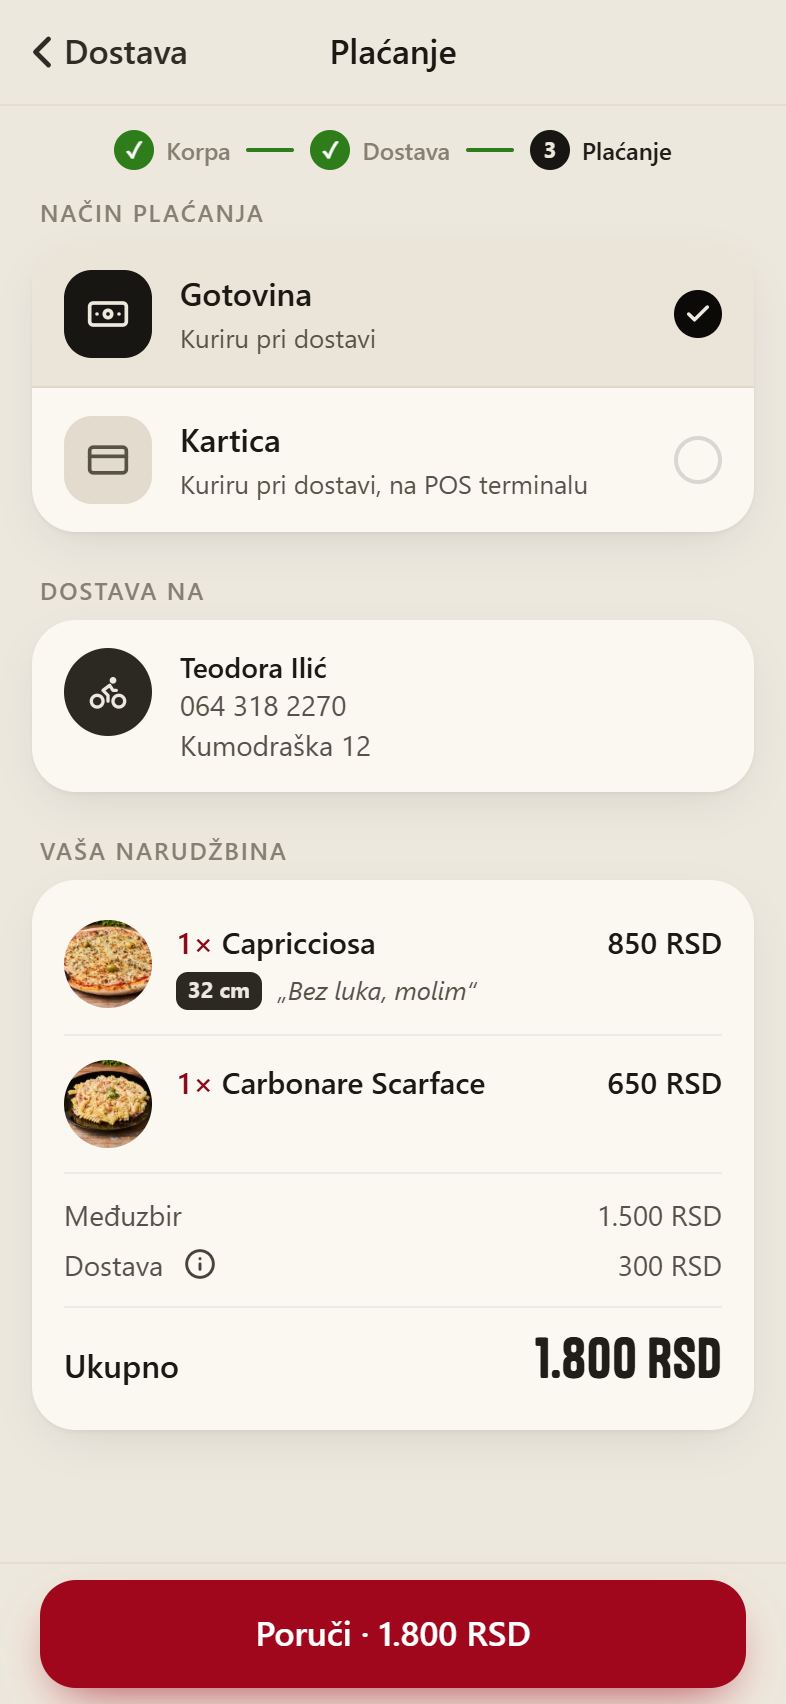 Dostava
Plaćanje
Korpa
Dostava
3 Plaćanje
NAČIN PLAĆANJA
Gotovina
Kuriru pri dostavi
Kartica
Kuriru pri dostavi, na POS terminalu
DOSTAVA NA
Teodora Ilić
064 318 2270
Kumodraška 12
VAŠA NARUDŽBINA
1× Capricciosa 850 RSD
32 cm „Bez luka, molim“
1× Carbonare Scarface 650 RSD
Međuzbir 1.500 RSD
Dostava 300 RSD
Ukupno 1.800 RSD
Poruči · 1.800 RSD